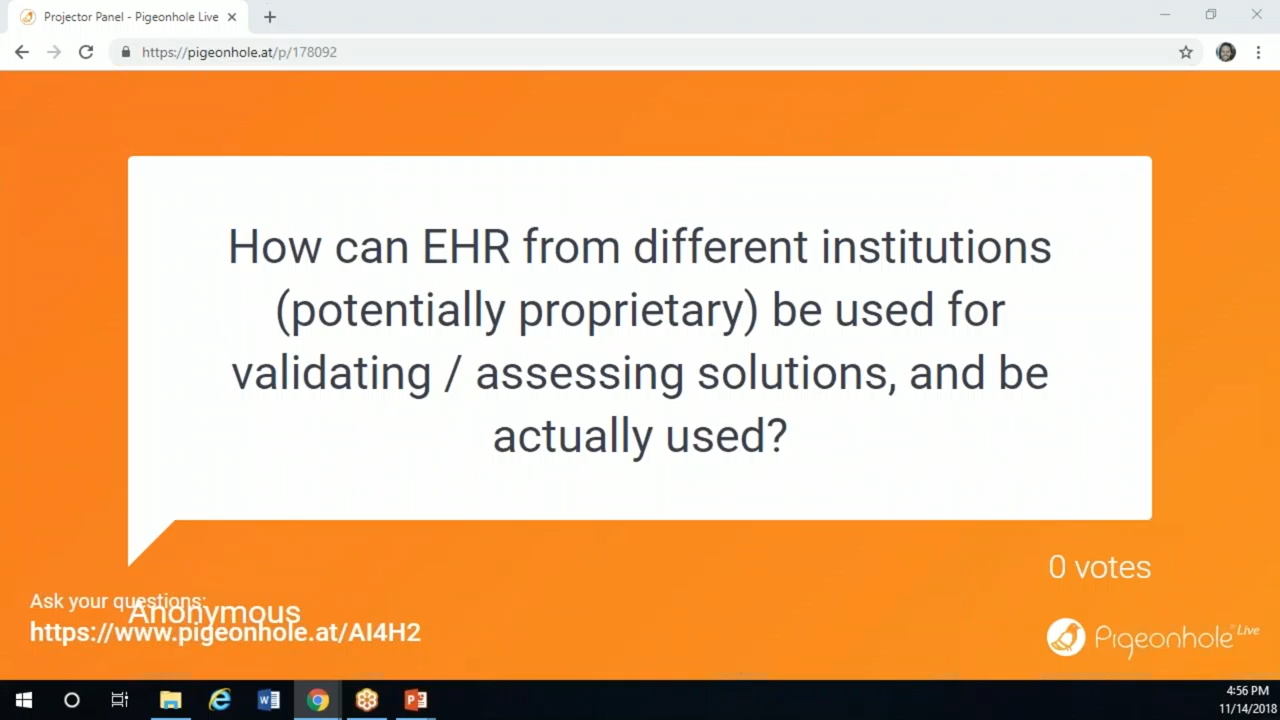 Projector Panel - Pigeonhole Live
https://pigeonhole.at/p/178092
How can EHR from different institutions
(potentially proprietary) be used for
validating / assessing solutions, and be
actually used?
0 votes
Ask your questions:
Anonymous
https://www.pigeonhole.at/AI4H2
Pigeonhole Live
4:56 PM
11/14/2018